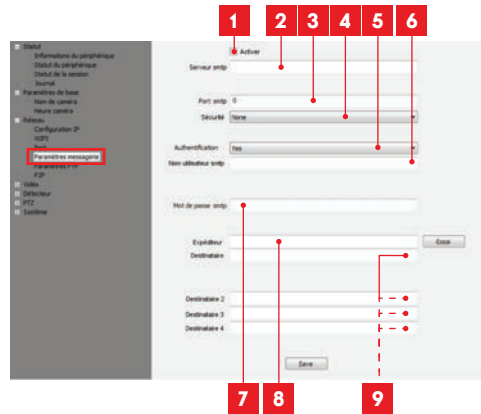 1 2 3 4 5 6
Statut
Informations du périphérique
Statut du périphérique
Statut de la session
Journal
Paramètres de base
Nom de caméra
Heure caméra
Réseau
Configuration IP
WIFI
Paramètres messagerie
Paramètres FTP
P2P
Vidéo
Détecteur
PTZ
Système
Activer
Serveur smtp
Port smtp 0
Sécurité None
Authentification Yes
Nom utilisateur smtp
Mot de passe smtp
Expéditeur Essai
Destinataire
Destinataire 2
Destinataire 3
Destinataire 4
Save
7 8 9